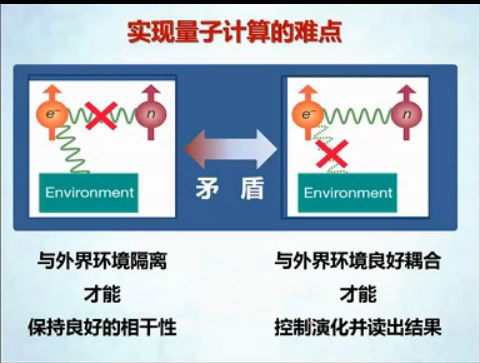 实现量子计算的难点
e⁻ n
Environment
矛 盾
e⁻ n
Environment
与外界环境隔离
才能
保持良好的相干性
与外界环境良好耦合
才能
控制演化并读出结果